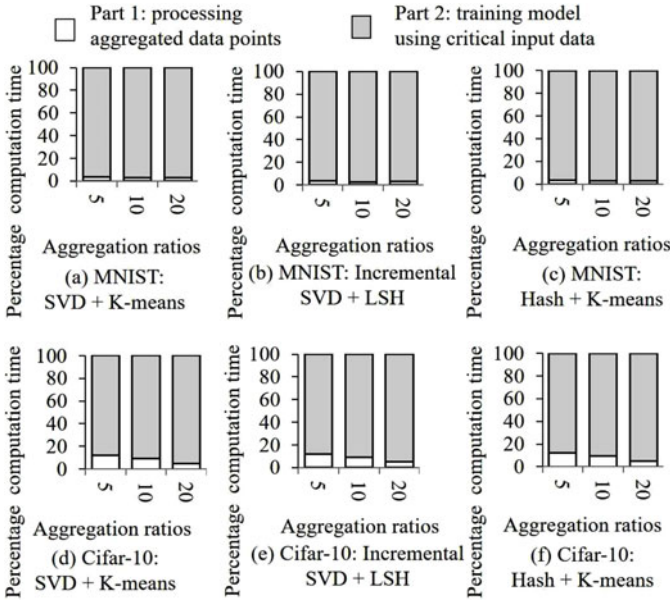 Part 1: processing
aggregated data points
Part 2: training model
using critical input data
Percentage computation time
100
80
60
40
20
0
5
10
20
Aggregation ratios
(a) MNIST:
SVD + K-means
100
80
60
40
20
0
5
10
20
Aggregation ratios
(b) MNIST: Incremental
SVD + LSH
Percentage computation time
100
80
60
40
20
0
5
10
20
Aggregation ratios
(c) MNIST:
Hash + K-means
Percentage computation time
Percentage computation time
100
80
60
40
20
0
5
10
20
Aggregation ratios
(d) Cifar-10:
SVD + K-means
Percentage computation time
100
80
60
40
20
0
5
10
20
Aggregation ratios
(e) Cifar-10: Incremental
SVD + LSH
Percentage computation time
100
80
60
40
20
0
5
10
20
Aggregation ratios
(f) Cifar-10:
Hash + K-means